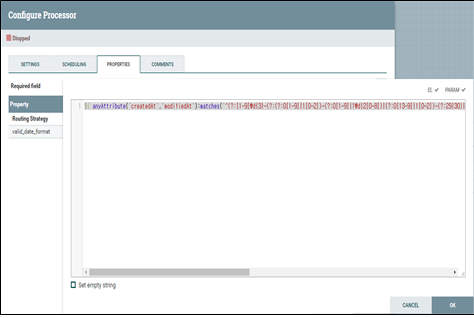 Configure Processor
Stopped
SETTINGS SCHEDULING PROPERTIES COMMENTS
Required field
EL ✓ PARAM ✓
Property
Routing Strategy
valid_date_format
1 anyAttribute('createdAt','modifiedAt'):matches('^(?:[1-9]\d{3}-(?:(?:0[1-9]|1[0-2])-(?:0[1-9]|1\d|2[0-8])|(?:0[13-9]|1[0-2])-(?:29|30)|
Set empty string
CANCEL OK